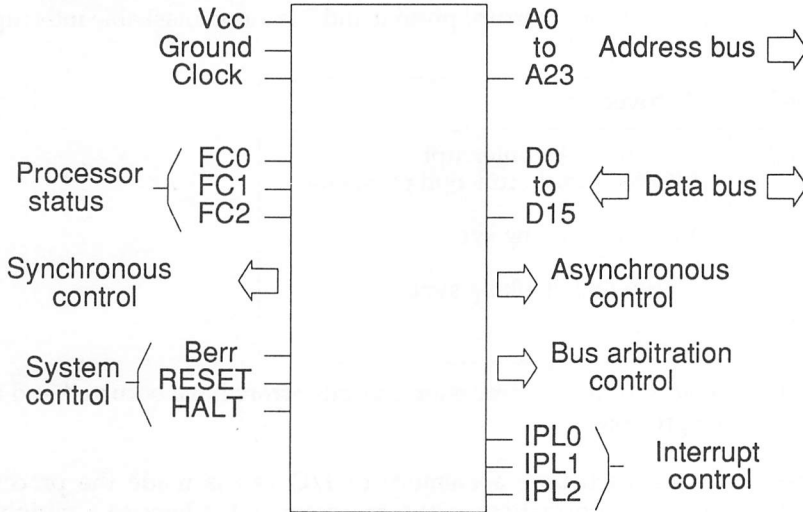 Vcc
Ground
Clock
A0
to
A23
Address bus
Processor
status
FC0
FC1
FC2
D0
to
D15
Data bus
Synchronous
control
Asynchronous
control
System
control
Berr
RESET
HALT
Bus arbitration
control
IPL0
IPL1
IPL2
Interrupt
control